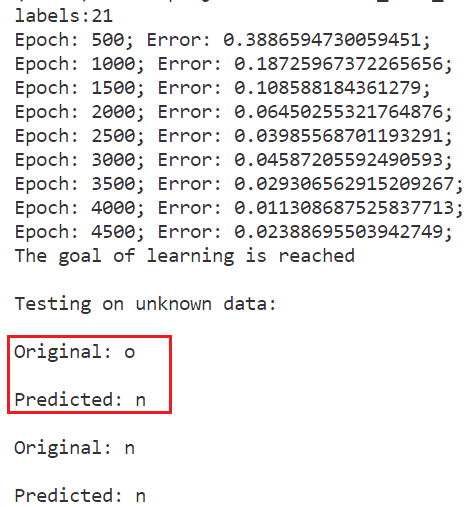 labels:21
Epoch: 500; Error: 0.3886594730059451;
Epoch: 1000; Error: 0.18725967372265656;
Epoch: 1500; Error: 0.108588184361279;
Epoch: 2000; Error: 0.06450255321764876;
Epoch: 2500; Error: 0.03985568701193291;
Epoch: 3000; Error: 0.04587205592490593;
Epoch: 3500; Error: 0.029306562915209267;
Epoch: 4000; Error: 0.011308687525837713;
Epoch: 4500; Error: 0.02388695503942749;
The goal of learning is reached
Testing on unknown data:
Original: o
Predicted: n
Original: n
Predicted: n